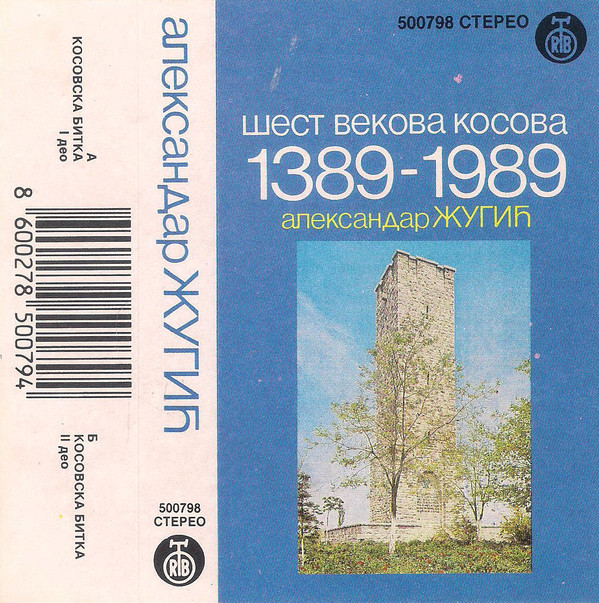 А
КОСОВСКА БИТКА
I део
8 600278 500794
Б
КОСОВСКА БИТКА
II део
александар ЖУГИЋ
500798
СТЕРЕО
RTB
500798 СТЕРЕО
RTB
шест векова косова
1389-1989
александар ЖУГИЋ